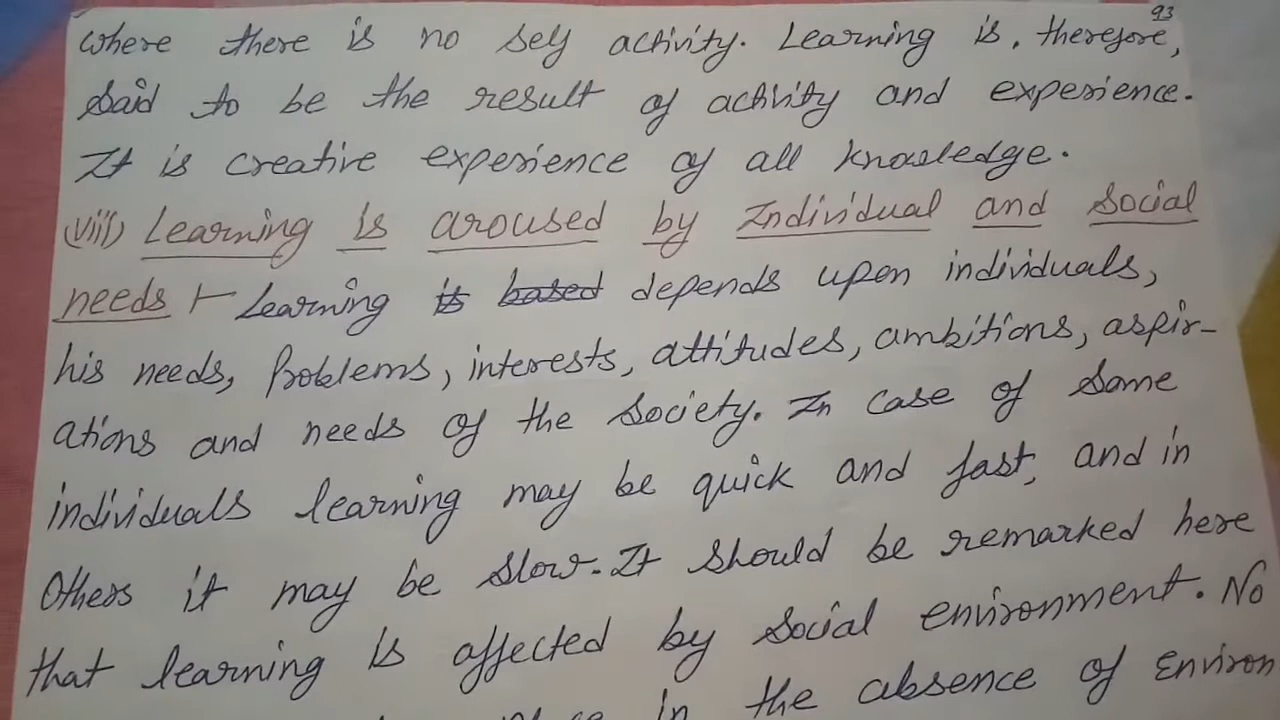 93
where there is no self activity. Learning is, therefore,
said to be the result of activity and experience.
It is creative experience of all knowledge.
(viii) Learning is aroused by Individual and Social
needs :- Learning is based depends upon individuals,
his needs, Problems, interests, attitudes, ambitions, aspir-
ations and needs of the society. In case of some
individuals learning may be quick and fast, and in
others it may be slow. It should be remarked here
that learning is affected by social environment. No
in the absence of Environ